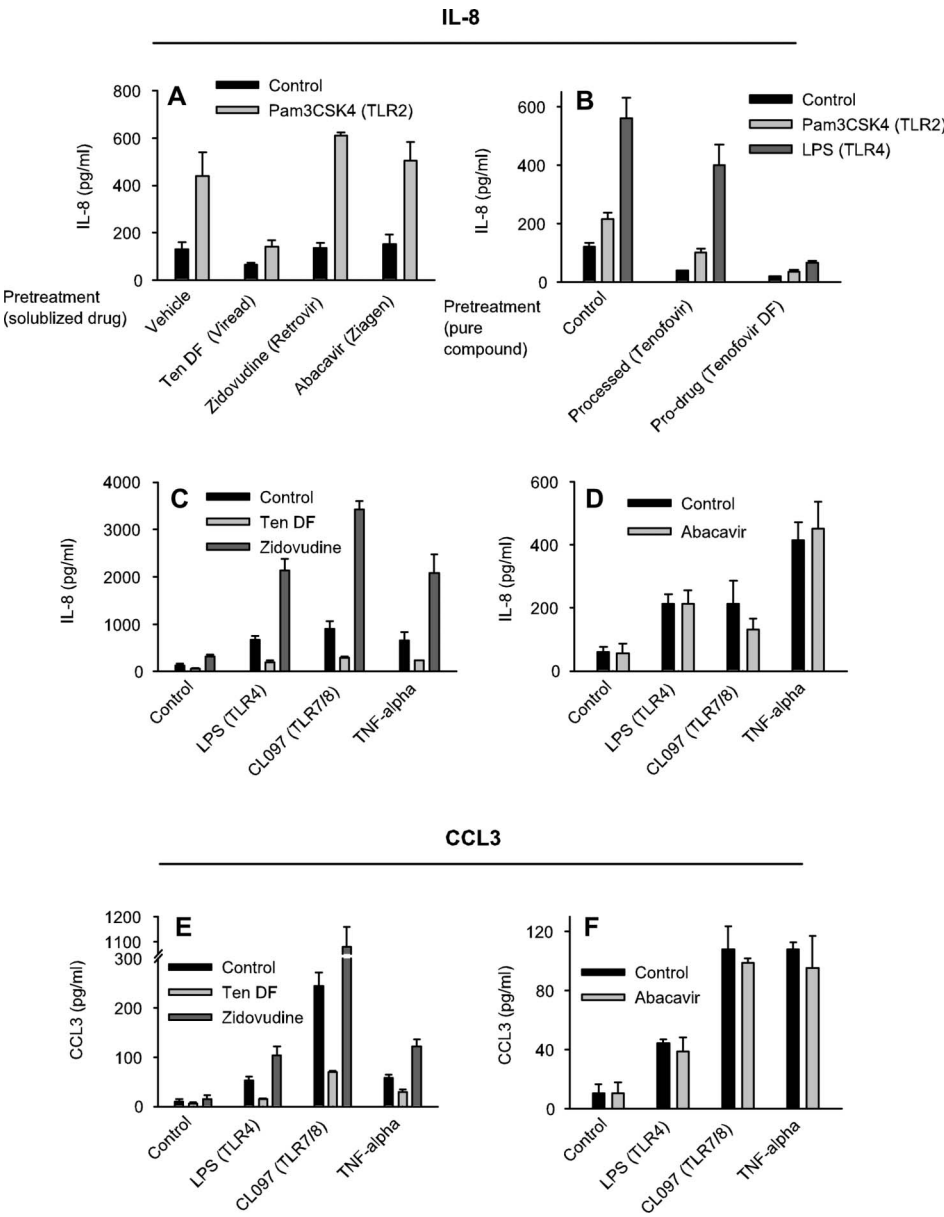 IL-8
A
Control
Pam3CSK4 (TLR2)
IL-8 (pg/ml)
800
600
400
200
0
Pretreatment
(solublized drug)
Vehicle
Ten DF (Viread)
Zidovudine (Retrovir)
Abacavir (Ziagen)
B
Control
Pam3CSK4 (TLR2)
LPS (TLR4)
IL-8 (pg/ml)
600
400
200
0
Pretreatment
(pure
compound)
Control
Processed (Tenofovir)
Pro-drug (Tenofovir DF)
C
Control
Ten DF
Zidovudine
IL-8 (pg/ml)
4000
3000
2000
1000
0
Control
LPS (TLR4)
CL097 (TLR7/8)
TNF-alpha
D
Control
Abacavir
IL-8 (pg/ml)
600
400
200
0
Control
LPS (TLR4)
CL097 (TLR7/8)
TNF-alpha
CCL3
E
Control
Ten DF
Zidovudine
CCL3 (pg/ml)
1200
1100
300
200
100
0
Control
LPS (TLR4)
CL097 (TLR7/8)
TNF-alpha
F
Control
Abacavir
CCL3 (pg/ml)
120
80
40
0
Control
LPS (TLR4)
CL097 (TLR7/8)
TNF-alpha